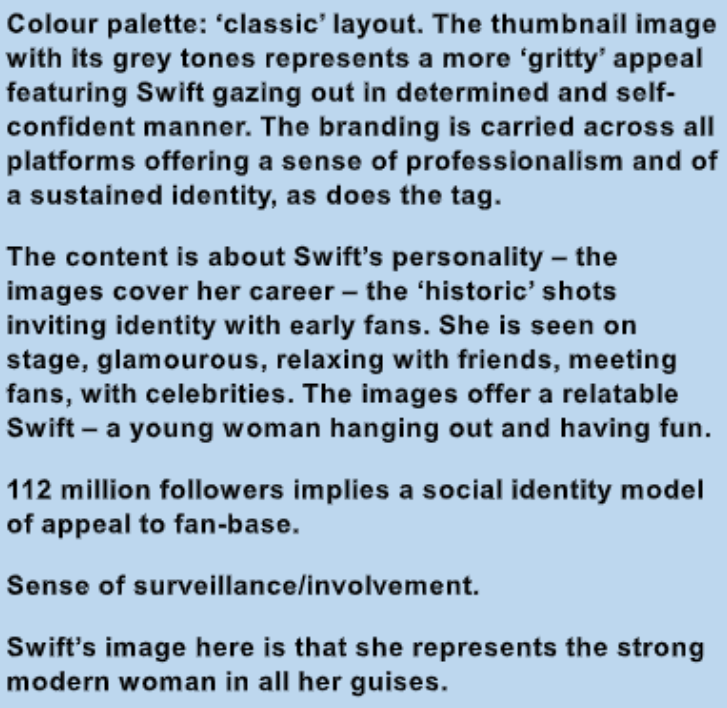 Colour palette: ‘classic’ layout. The thumbnail image
with its grey tones represents a more ‘gritty’ appeal
featuring Swift gazing out in determined and self-
confident manner. The branding is carried across all
platforms offering a sense of professionalism and of
a sustained identity, as does the tag.
The content is about Swift’s personality – the
images cover her career – the ‘historic’ shots
inviting identity with early fans. She is seen on
stage, glamourous, relaxing with friends, meeting
fans, with celebrities. The images offer a relatable
Swift – a young woman hanging out and having fun.
112 million followers implies a social identity model
of appeal to fan-base.
Sense of surveillance/involvement.
Swift’s image here is that she represents the strong
modern woman in all her guises.